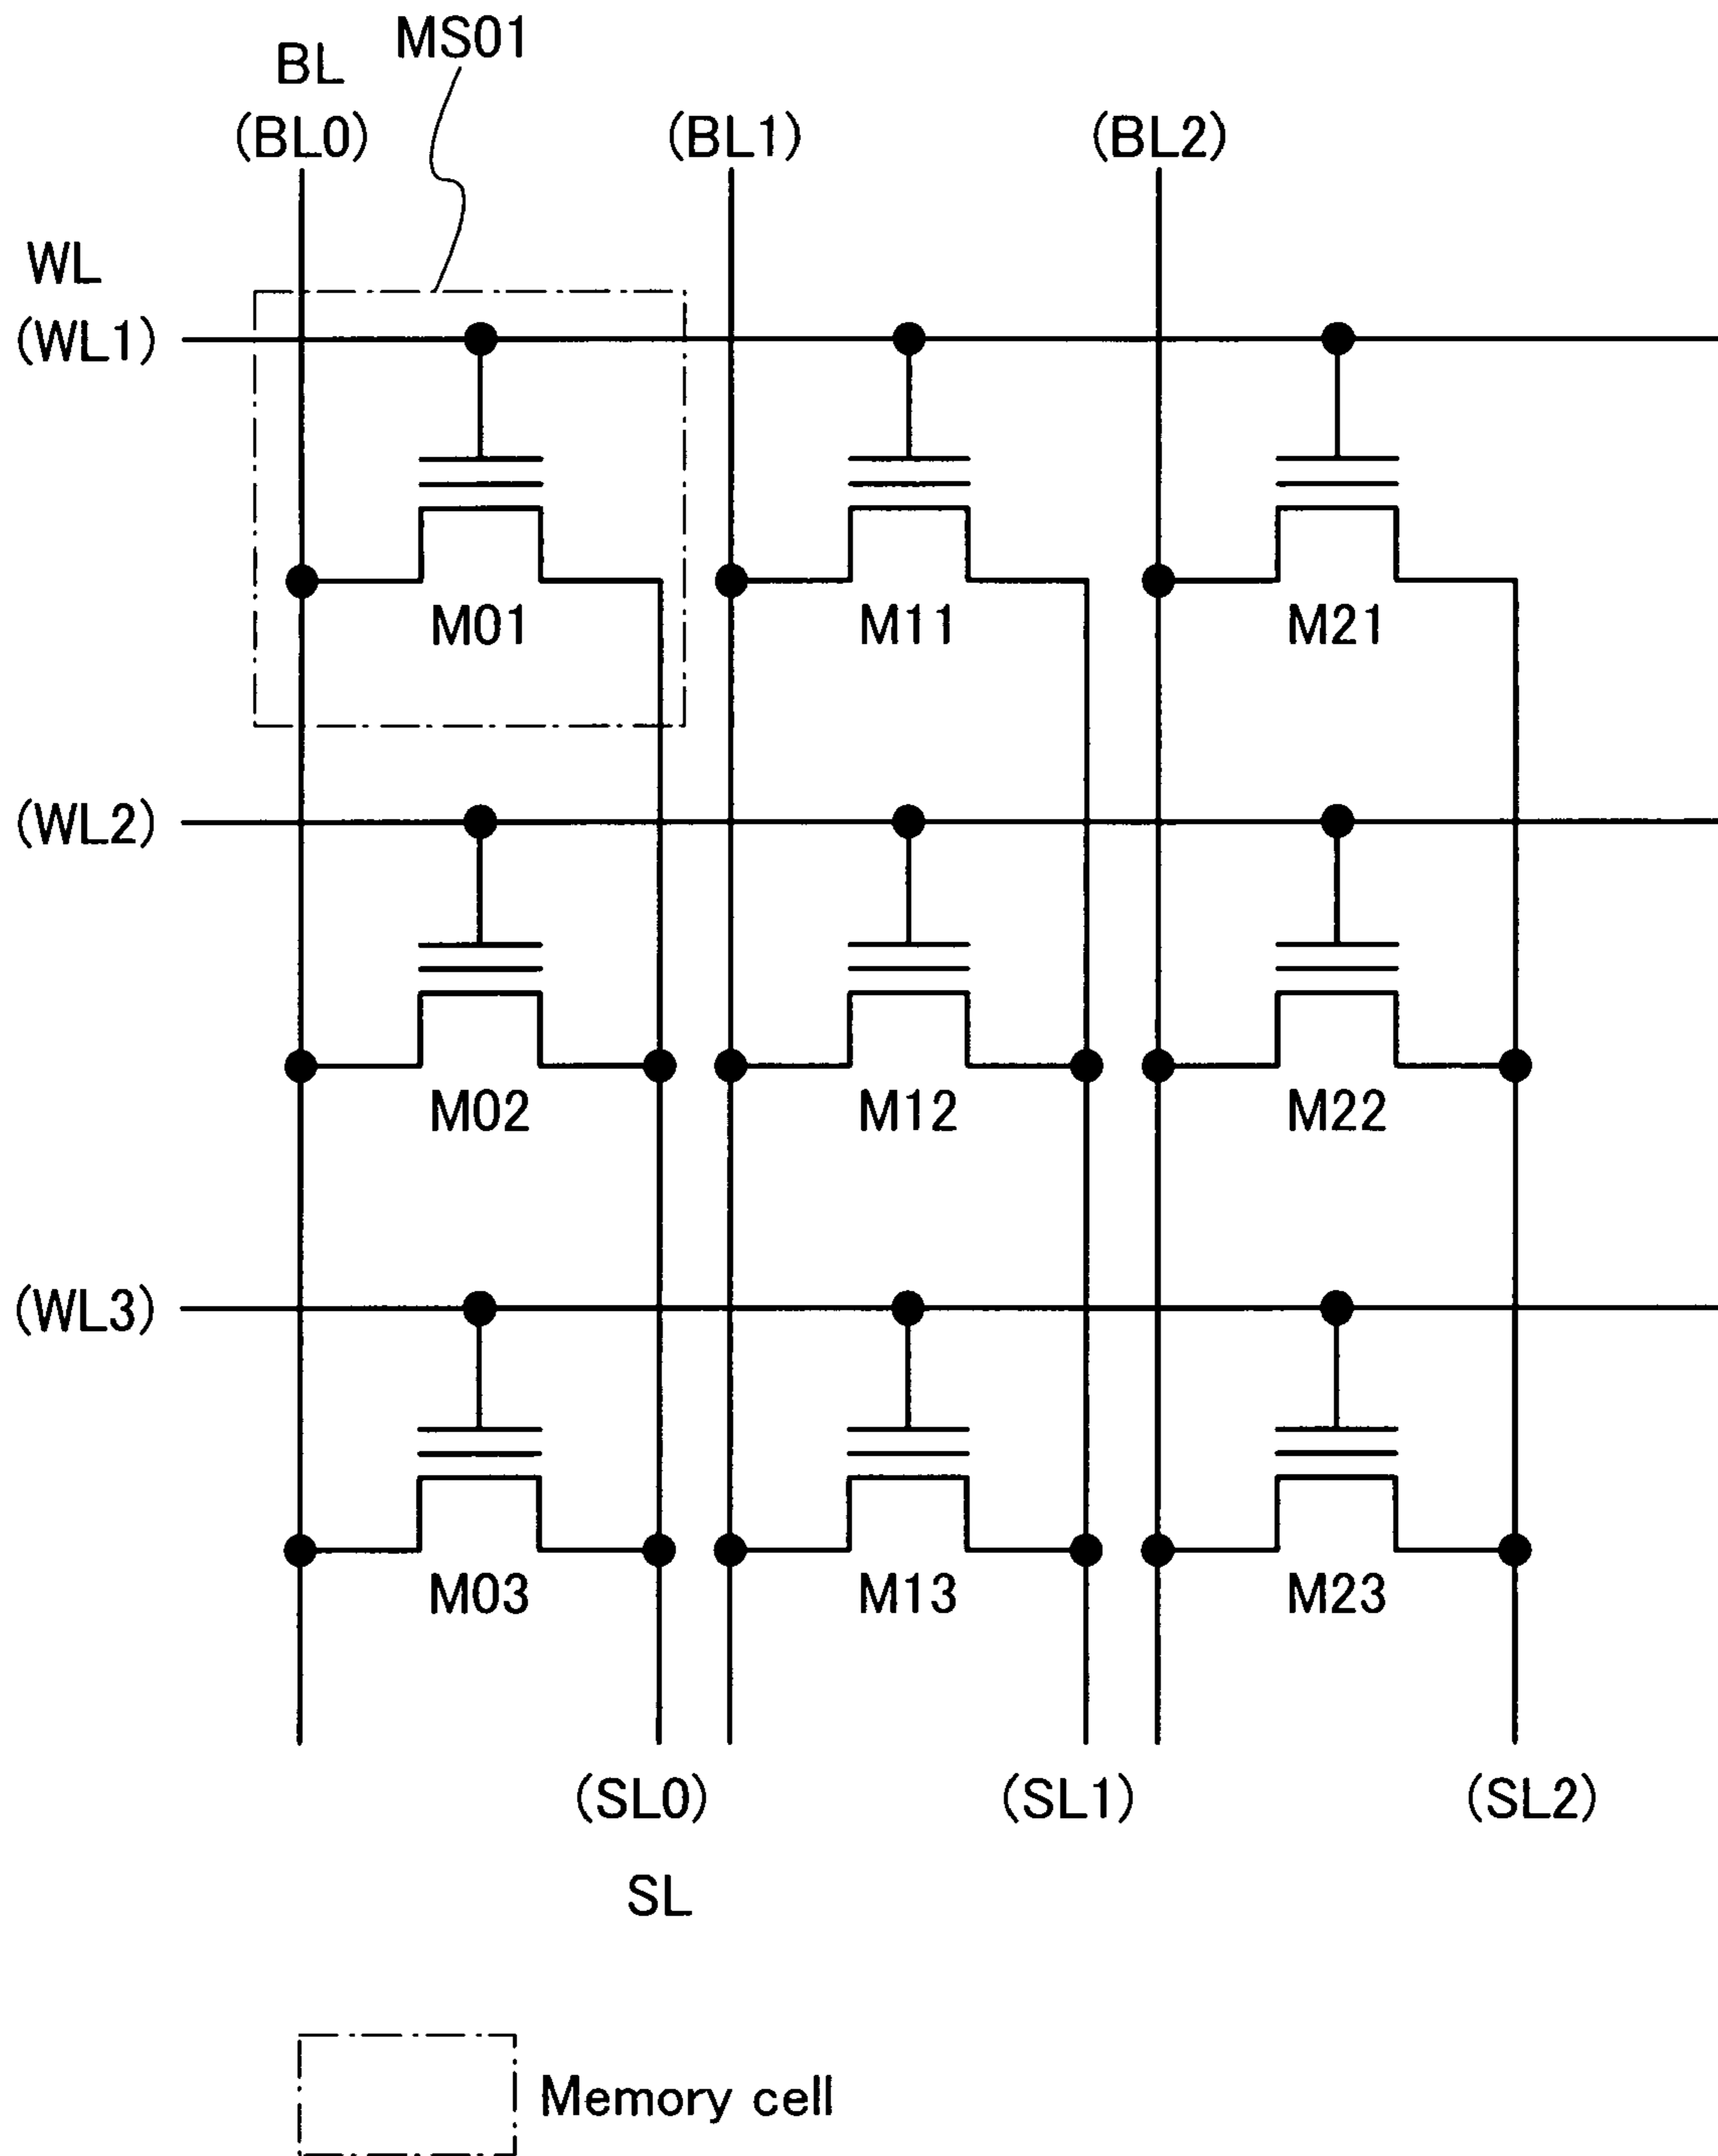 MS01
BL
(BL0)
(BL1)
(BL2)
WL
(WL1)
M01
M11
M21
(WL2)
M02
M12
M22
(WL3)
M03
M13
M23
(SL0)
(SL1)
(SL2)
SL
Memory cell